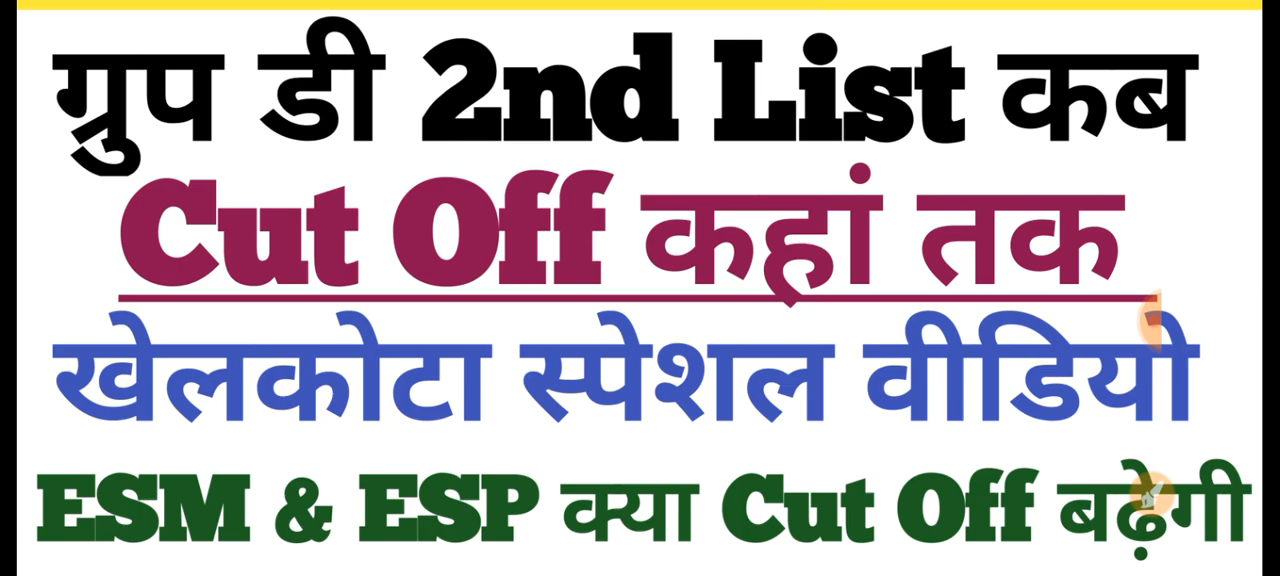 ग्रुप डी 2nd List कब
Cut Off कहां तक
खेलकोटा स्पेशल वीडियो
ESM & ESP क्या Cut Off बढ़ेगी